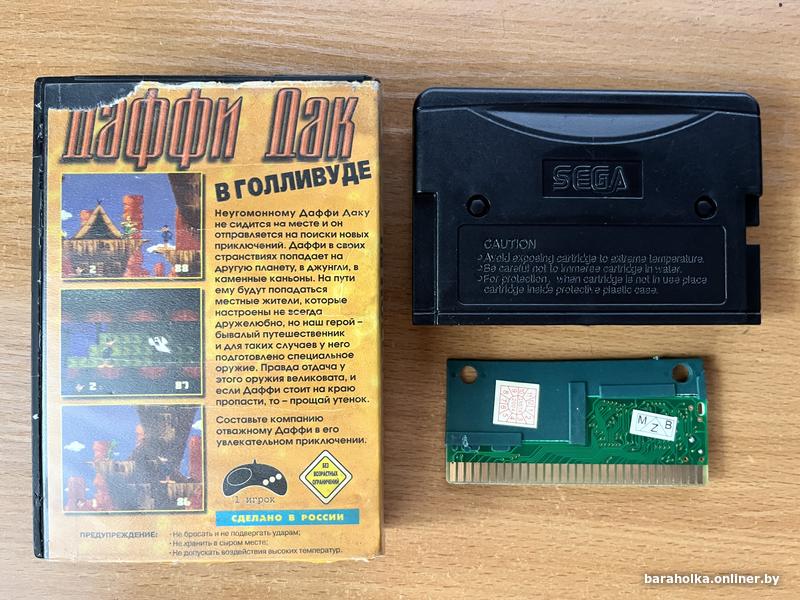 Даффи Дак
В ГОЛЛИВУДЕ
Неугомонному Даффи Даку
не сидится на месте и он
отправляется на поиски новых
приключений. Даффи в своих
странствиях попадает на
другую планету, в джунгли, в
каменные каньоны. На пути
ему будут попадаться
местные жители, которые
настроены не всегда
дружелюбно, но наш герой –
бывалый путешественник
и для таких случаев у него
подготовлено специальное
оружие. Правда отдача у
этого оружия великовата, и
если Даффи стоит на краю
пропасти, то – прощай утенок.
Составьте компанию
отважному Даффи в его
увлекательном приключении.
2 88
2 87
1 86
1 игрок
БЕЗ
ВОЗРАСТНЫХ
ОГРАНИЧЕНИЙ
СДЕЛАНО В РОССИИ
ПРЕДУПРЕЖДЕНИЕ: · Не бросать и не подвергать ударам;
· Не хранить в сыром месте;
· Не допускать воздействия высоких температур.
SEGA
CAUTION
• Avoid exposing cartridge to extreme temperature.
• Be careful not to immerse cartridge in water.
• For protection, when cartridge is not in use place
cartridge inside protective plastic case.
M Z B
baraholka.onliner.by